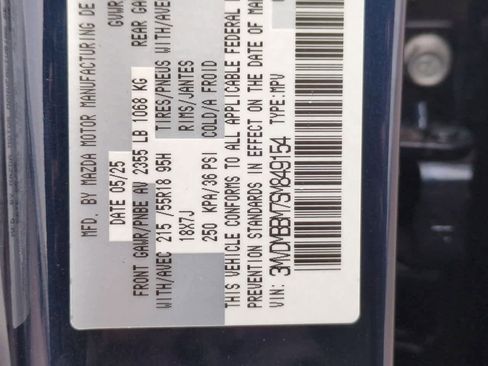 MFD. BY MAZDA MOTOR MANUFACTURING DE
DATE 05/25 GVWR
FRONT GAWR/PNBE AV 2355 LB 1068 KG REAR GA
WITH/AVEC 215 /55R18 95H TIRES/PNEUS WITH/AVE
18X7J RIMS/JANTES
250 KPA/36 PSI COLD/A FROID
THIS VEHICLE CONFORMS TO ALL APPLICABLE FEDERAL
PREVENTION STANDARDS IN EFFECT ON THE DATE OF MA
VIN: 3MVDMBBM7SM849154 TYPE:MPV